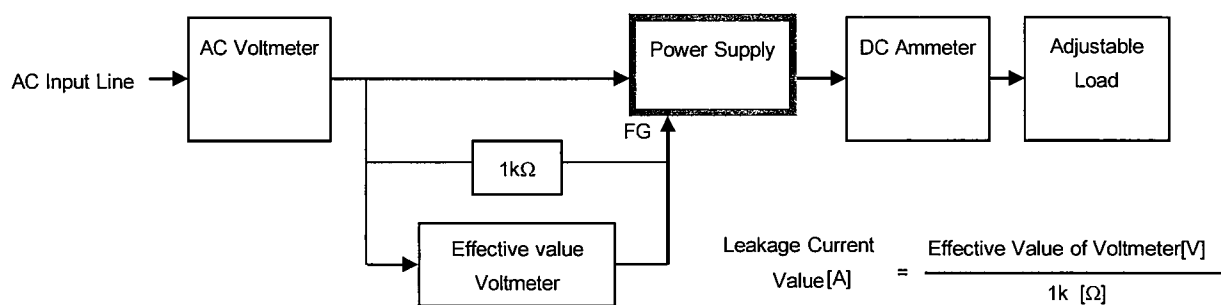 AC Input Line
AC Voltmeter
Power Supply
DC Ammeter
Adjustable
Load
FG
1kΩ
Effective value
Voltmeter
Leakage Current
Value[A]
=
Effective Value of Voltmeter[V]
1k [Ω]